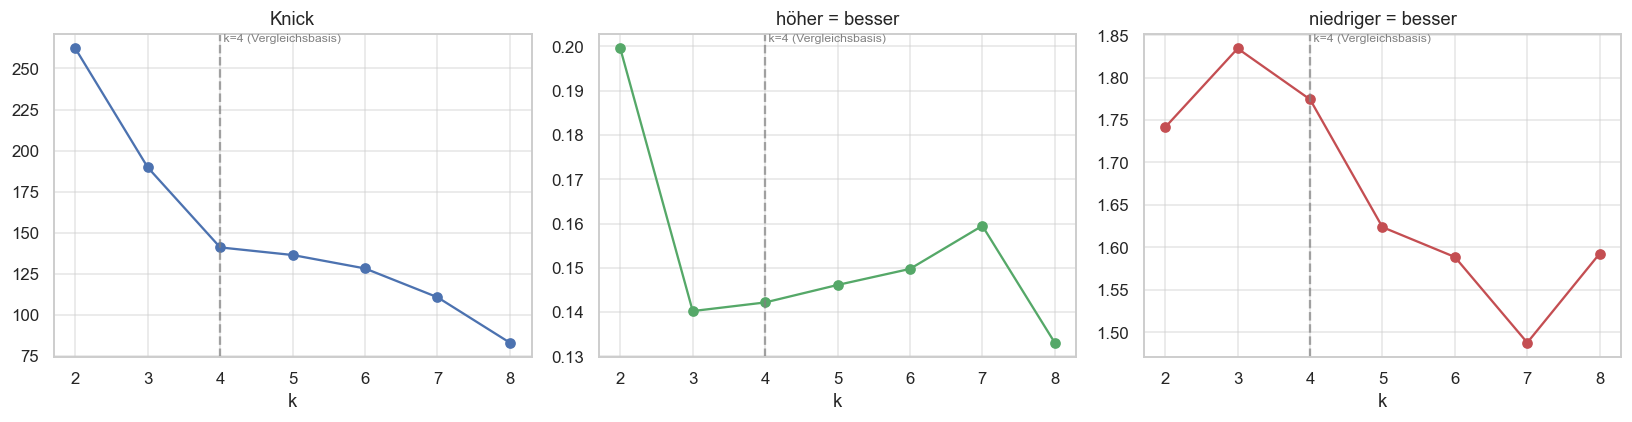 Knick
k=4 (Vergleichsbasis)
250
225
200
175
150
125
100
75
2 3 4 5 6 7 8
k
höher = besser
k=4 (Vergleichsbasis)
0.20
0.19
0.18
0.17
0.16
0.15
0.14
0.13
2 3 4 5 6 7 8
k
niedriger = besser
k=4 (Vergleichsbasis)
1.85
1.80
1.75
1.70
1.65
1.60
1.55
1.50
2 3 4 5 6 7 8
k